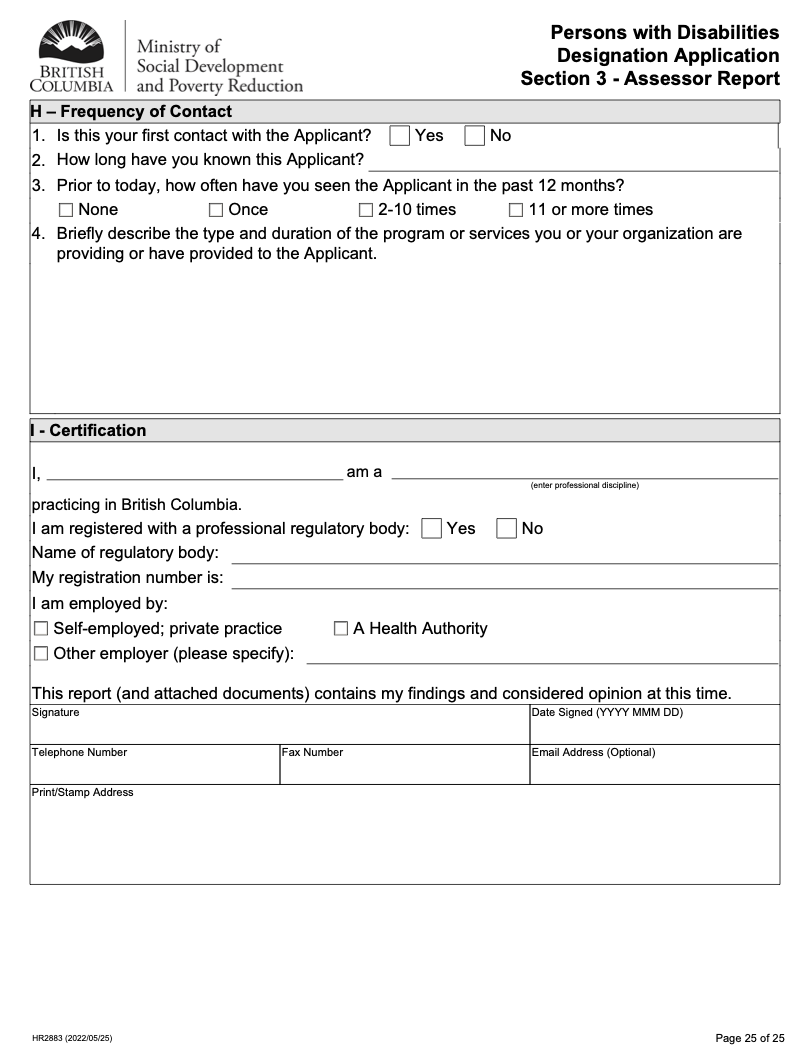 BRITISH
COLUMBIA
Ministry of
Social Development
and Poverty Reduction
Persons with Disabilities
Designation Application
Section 3 - Assessor Report
H – Frequency of Contact
1. Is this your first contact with the Applicant? Yes No
2. How long have you known this Applicant?
3. Prior to today, how often have you seen the Applicant in the past 12 months?
None Once 2-10 times 11 or more times
4. Briefly describe the type and duration of the program or services you or your organization are
providing or have provided to the Applicant.
I - Certification
I, am a
(enter professional discipline)
practicing in British Columbia.
I am registered with a professional regulatory body: Yes No
Name of regulatory body:
My registration number is:
I am employed by:
Self-employed; private practice A Health Authority
Other employer (please specify):
This report (and attached documents) contains my findings and considered opinion at this time.
Signature Date Signed (YYYY MMM DD)
Telephone Number Fax Number Email Address (Optional)
Print/Stamp Address
HR2883 (2022/05/25) Page 25 of 25